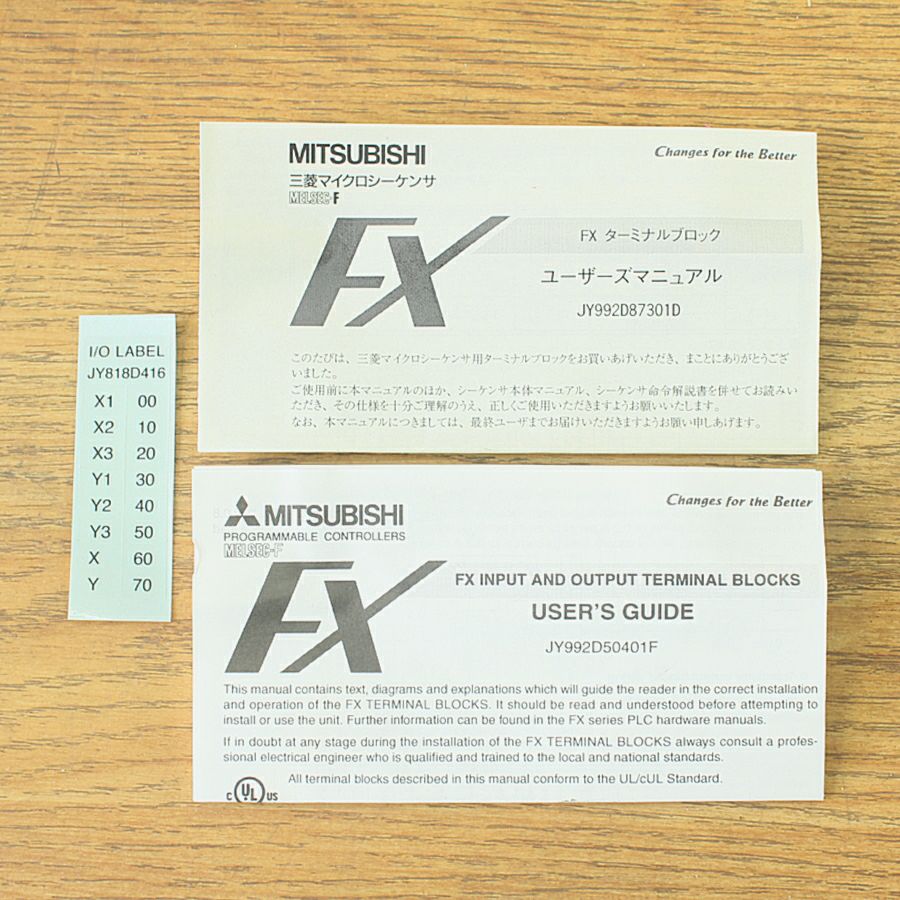 MITSUBISHI
Changes for the Better
三菱マイクロシーケンサ
MELSEC-F
FX
FX ターミナルブロック
ユーザーズマニュアル
JY992D87301D
このたびは、三菱マイクロシーケンサ用ターミナルブロックをお買いあげいただき、まことにありがとうござ
いました。
ご使用前に本マニュアルのほか、シーケンサ本体マニュアル、シーケンサ命令解説書を併せてお読みい
ただき、その仕様を十分ご理解のうえ、正しくご使用いただきますようお願いいたします。
なお、本マニュアルにつきましては、最終ユーザまでお届けいただきますようお願い申しあげます。
I/O LABEL
JY818D416
X1 00
X2 10
X3 20
Y1 30
Y2 40
Y3 50
X 60
Y 70
MITSUBISHI
Changes for the Better
PROGRAMMABLE CONTROLLERS
MELSEC-F
FX
FX INPUT AND OUTPUT TERMINAL BLOCKS
USER'S GUIDE
JY992D50401F
This manual contains text, diagrams and explanations which will guide the reader in the correct installation
and operation of the FX TERMINAL BLOCKS. It should be read and understood before attempting to
install or use the unit. Further information can be found in the FX series PLC hardware manuals.
If in doubt at any stage during the installation of the FX TERMINAL BLOCKS always consult a profes-
sional electrical engineer who is qualified and trained to the local and national standards.
All terminal blocks described in this manual conform to the UL/cUL Standard.
C UL US